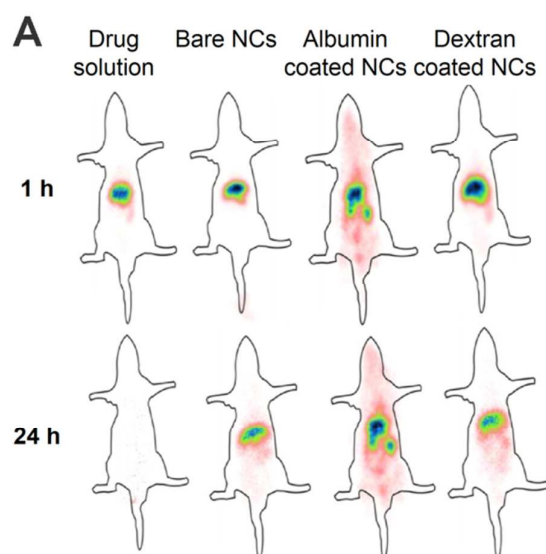 A
Drug Bare NCs Albumin Dextran
solution coated NCs coated NCs
1 h
24 h